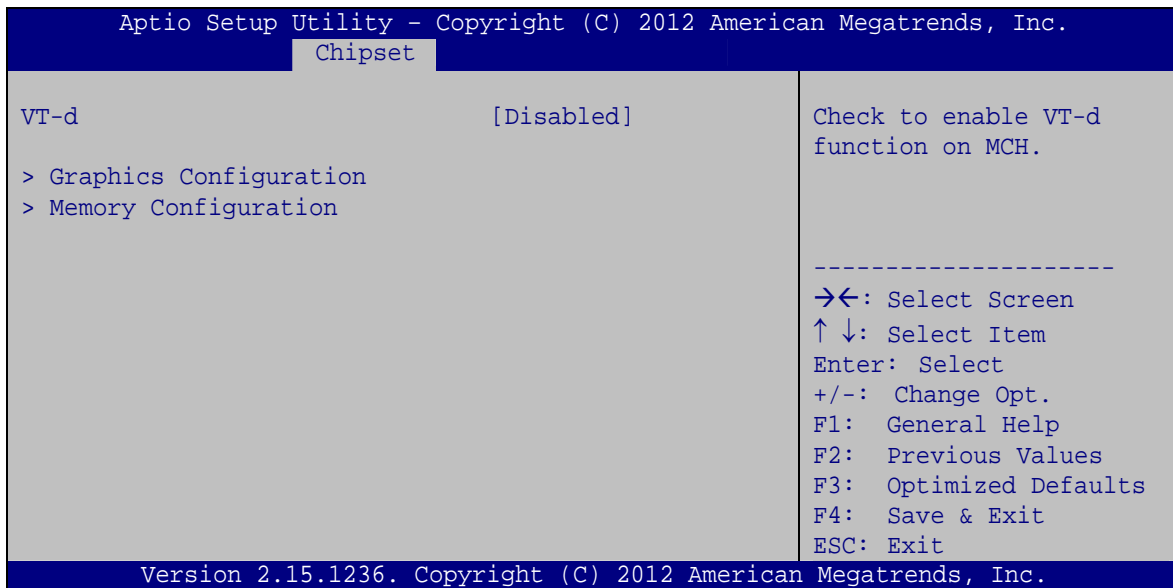 Aptio Setup Utility – Copyright (C) 2012 American Megatrends, Inc.
Chipset
VT-d [Disabled]
> Graphics Configuration
> Memory Configuration
Check to enable VT-d
function on MCH.
---------------------
→←: Select Screen
↑ ↓: Select Item
Enter: Select
+/-: Change Opt.
F1: General Help
F2: Previous Values
F3: Optimized Defaults
F4: Save & Exit
ESC: Exit
Version 2.15.1236. Copyright (C) 2012 American Megatrends, Inc.